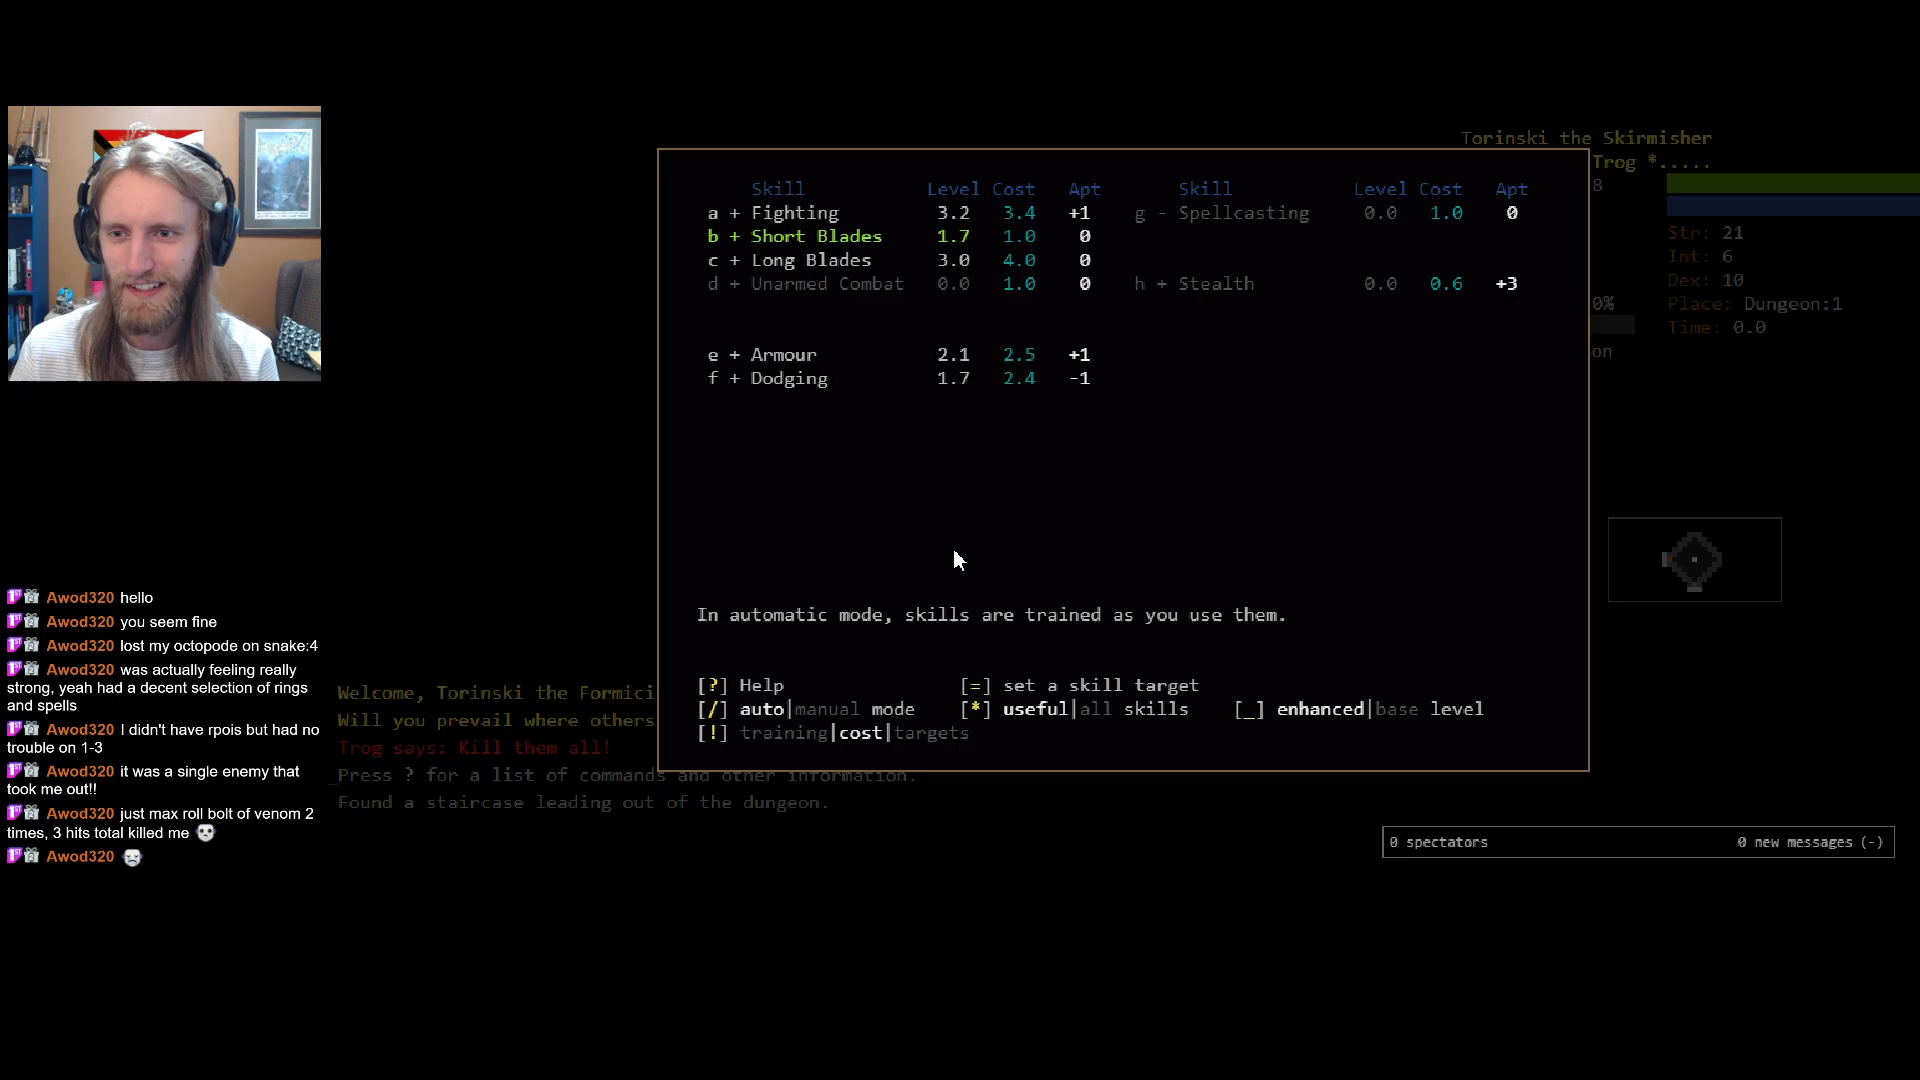 Torinski the Skirmisher
Trog *.....
8
Str: 21
Int: 6
Dex: 10
0% Place: Dungeon:1
Time: 0.0
on
Skill Level Cost Apt Skill Level Cost Apt
a + Fighting 3.2 3.4 +1 g - Spellcasting 0.0 1.0 0
b + Short Blades 1.7 1.0 0
c + Long Blades 3.0 4.0 0
d + Unarmed Combat 0.0 1.0 0 h + Stealth 0.0 0.6 +3
e + Armour 2.1 2.5 +1
f + Dodging 1.7 2.4 -1
In automatic mode, skills are trained as you use them.
[?] Help [=] set a skill target
[/] auto|manual mode [*] useful|all skills [_] enhanced|base level
[!] training|cost|targets
Welcome, Torinski the Formici
Will you prevail where others
Trog says: Kill them all!
_Press ? for a list of commands and other information.
Found a staircase leading out of the dungeon.
Awod320 hello
Awod320 you seem fine
Awod320 lost my octopode on snake:4
Awod320 was actually feeling really
strong, yeah had a decent selection of rings
and spells
Awod320 I didn't have rpois but had no
trouble on 1-3
Awod320 it was a single enemy that
took me out!!
Awod320 just max roll bolt of venom 2
times, 3 hits total killed me
Awod320
0 spectators 0 new messages (-)